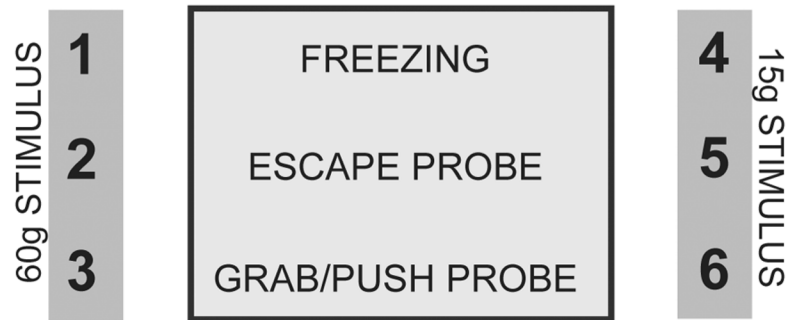 60g STIMULUS
1
2
3
FREEZING
ESCAPE PROBE
GRAB/PUSH PROBE
4
5
6
15g STIMULUS